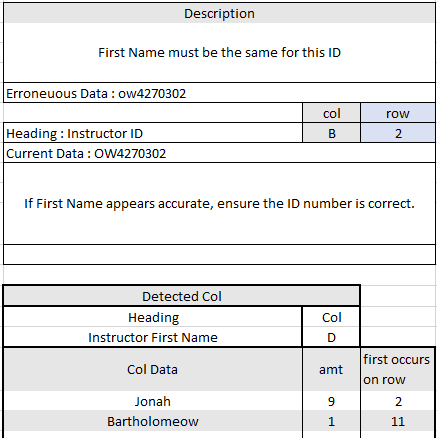 Description
First Name must be the same for this ID
Erroneuous Data : ow4270302
col row
Heading : Instructor ID B 2
Current Data : OW4270302
If First Name appears accurate, ensure the ID number is correct.
Detected Col
Heading Col
Instructor First Name D
Col Data amt first occurs
on row
Jonah 9 2
Bartholomeow 1 11